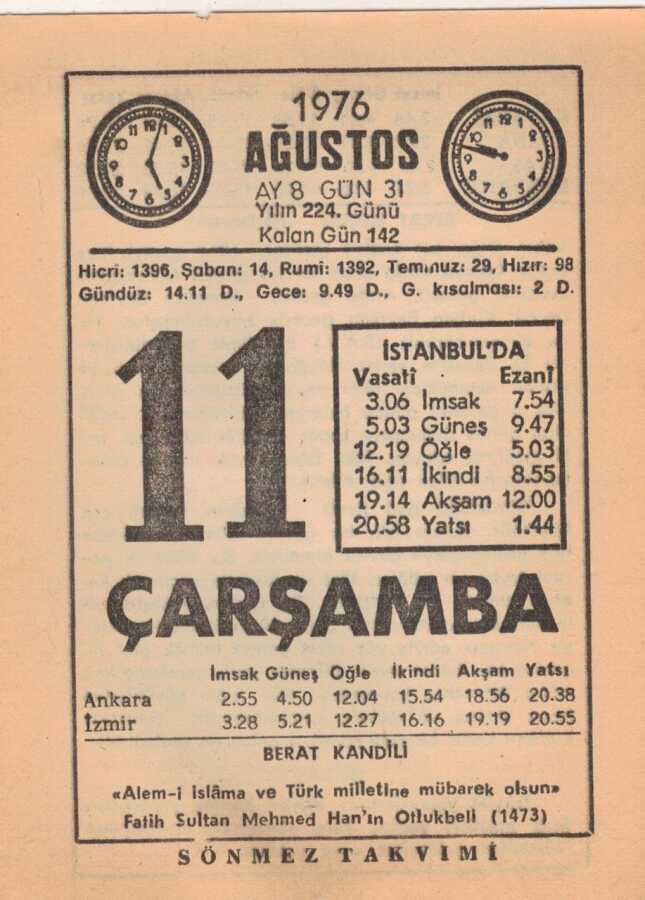 1976
AĞUSTOS
AY 8 GÜN 31
Yılın 224. Günü
Kalan Gün 142
Hicri: 1396, Şaban: 14, Rumi: 1392, Temmuz: 29, Hızır: 98
Gündüz: 14.11 D., Gece: 9.49 D., G. kısalması: 2 D.
11
İSTANBUL'DA
Vasatî Ezanî
3.06 İmsak 7.54
5.03 Güneş 9.47
12.19 Öğle 5.03
16.11 İkindi 8.55
19.14 Akşam 12.00
20.58 Yatsı 1.44
ÇARŞAMBA
İmsak Güneş Öğle İkindi Akşam Yatsı
Ankara 2.55 4.50 12.04 15.54 18.56 20.38
İzmir 3.28 5.21 12.27 16.16 19.19 20.55
BERAT KANDİLİ
«Alem-i islâma ve Türk milletine mübarek olsun»
Fatih Sultan Mehmed Han'ın Otlukbeli (1473)
SÖNMEZ TAKVİMİ